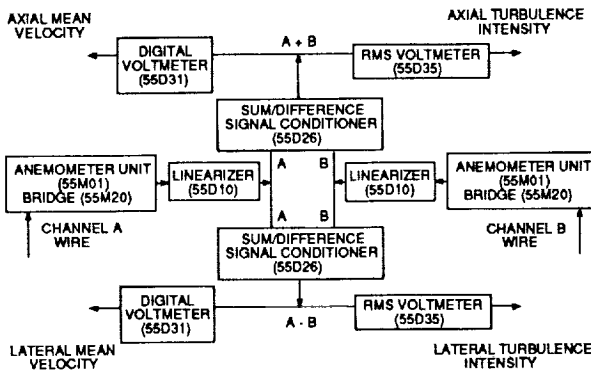 AXIAL MEAN
VELOCITY
AXIAL TURBULENCE
INTENSITY
DIGITAL
VOLTMETER
(55D31)
A + B
RMS VOLTMETER
(55D35)
SUM/DIFFERENCE
SIGNAL CONDITIONER
(55D26)
ANEMOMETER UNIT
(55M01)
BRIDGE (55M20)
LINEARIZER
(55D10)
A
B
LINEARIZER
(55D10)
ANEMOMETER UNIT
(55M01)
BRIDGE (55M20)
CHANNEL A
WIRE
A
B
CHANNEL B
WIRE
SUM/DIFFERENCE
SIGNAL CONDITIONER
(55D26)
DIGITAL
VOLTMETER
(55D31)
A - B
RMS VOLTMETER
(55D35)
LATERAL MEAN
VELOCITY
LATERAL TURBULENCE
INTENSITY